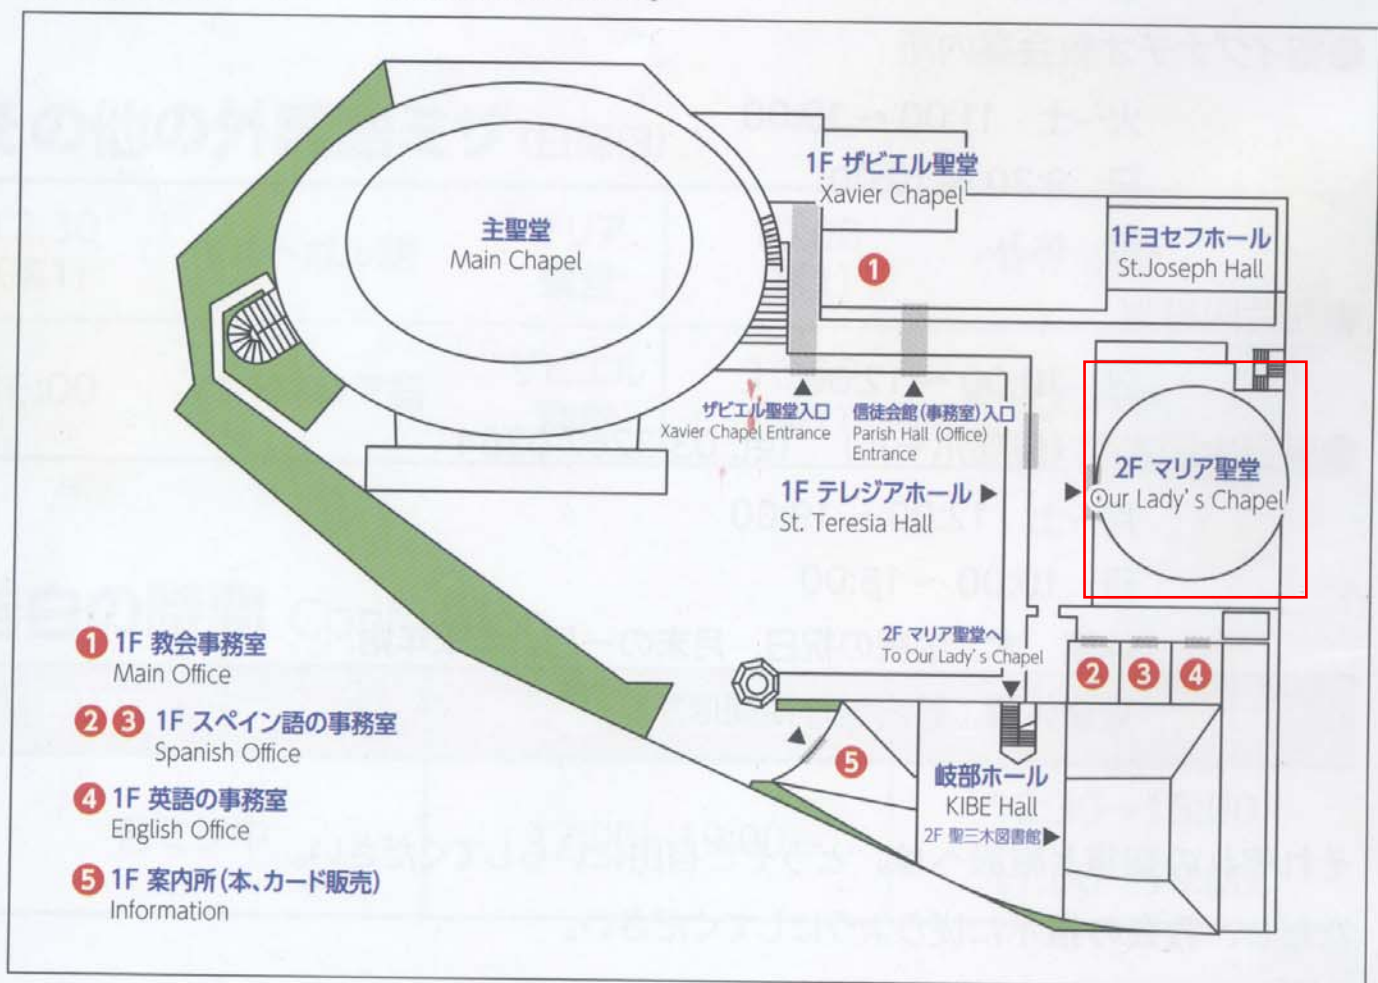 1F ザビエル聖堂
Xavier Chapel
主聖堂
Main Chapel
1Fヨセフホール
St.Joseph Hall
1
ザビエル聖堂入口
Xavier Chapel Entrance
信徒会館(事務室)入口
Parish Hall (Office)
Entrance
2F マリア聖堂
Our Lady's Chapel
1F テレジアホール
St. Teresia Hall
2F マリア聖堂へ
To Our Lady's Chapel
2
3
4
5
岐部ホール
KIBE Hall
2F 聖三木図書館
1 1F 教会事務室
Main Office
2 3 1F スペイン語の事務室
Spanish Office
4 1F 英語の事務室
English Office
5 1F 案内所(本、カード販売)
Information